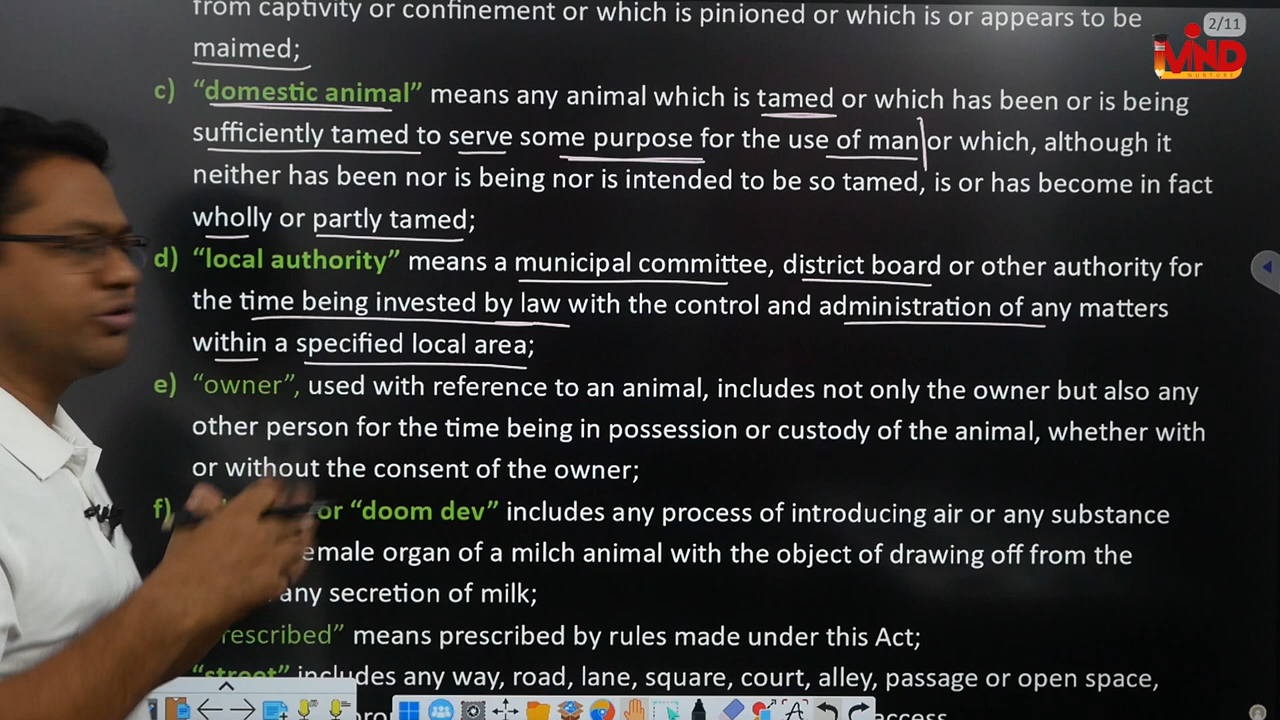 from captivity or confinement or which is pinioned or which is or appears to be
2/11
maimed;
MIND
NURTURE
c) “domestic animal” means any animal which is tamed or which has been or is being
sufficiently tamed to serve some purpose for the use of man or which, although it
neither has been nor is being nor is intended to be so tamed, is or has become in fact
wholly or partly tamed;
d) “local authority” means a municipal committee, district board or other authority for
the time being invested by law with the control and administration of any matters
within a specified local area;
e) “owner”, used with reference to an animal, includes not only the owner but also any
other person for the time being in possession or custody of the animal, whether with
or without the consent of the owner;
f) or “doom dev” includes any process of introducing air or any substance
emale organ of a milch animal with the object of drawing off from the
any secretion of milk;
rescribed” means prescribed by rules made under this Act;
“street” includes any way, road, lane, square, court, alley, passage or open space,
access